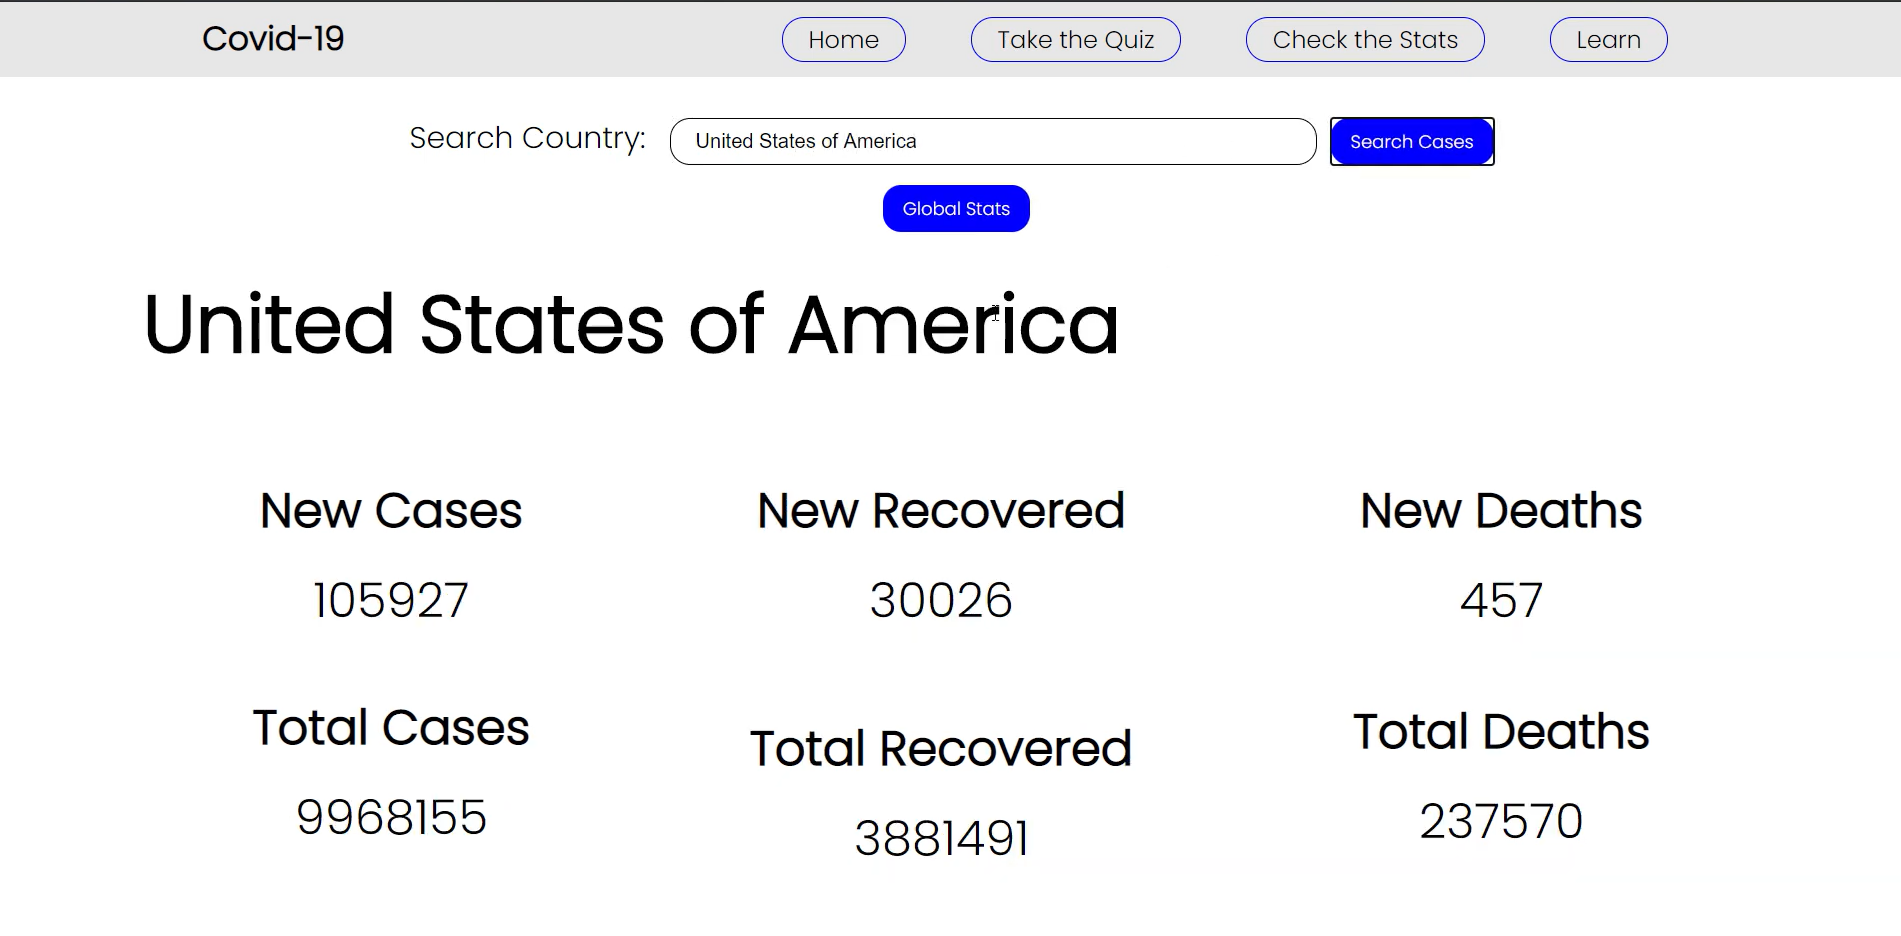 Covid-19 Home Take the Quiz Check the Stats Learn
Search Country: United States of America Search Cases
Global Stats
United States of America
New Cases New Recovered New Deaths
105927 30026 457
Total Cases Total Recovered Total Deaths
9968155 3881491 237570